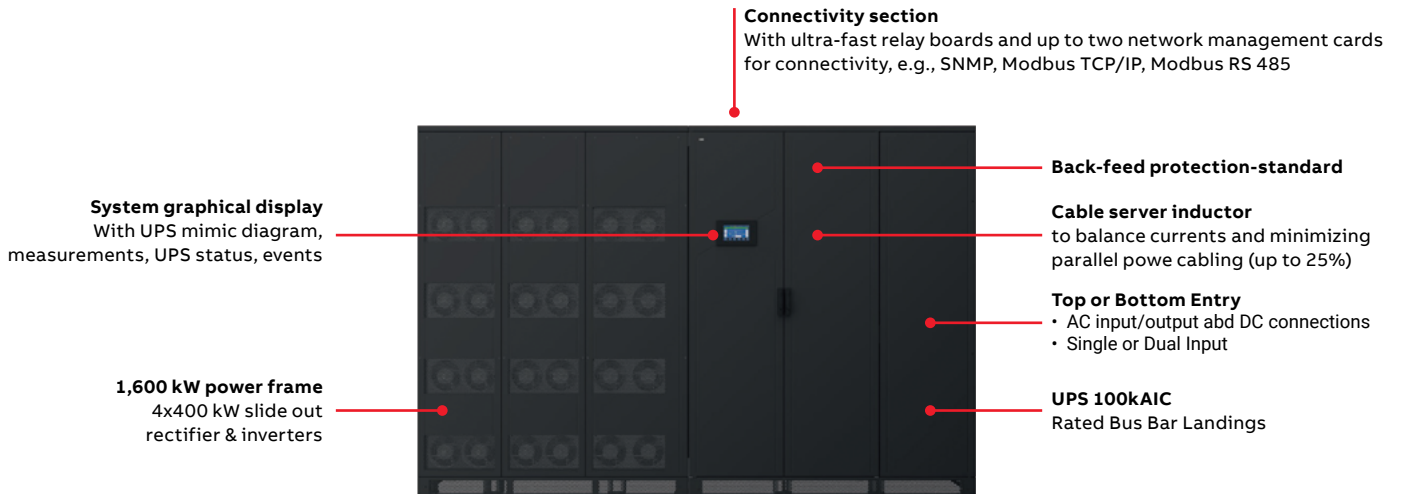 Connectivity section
With ultra-fast relay boards and up to two network management cards
for connectivity, e.g., SNMP, Modbus TCP/IP, Modbus RS 485
System graphical display
With UPS mimic diagram,
measurements, UPS status, events
1,600 kW power frame
4x400 kW slide out
rectifier & inverters
Back-feed protection-standard
Cable server inductor
to balance currents and minimizing
parallel powe cabling (up to 25%)
Top or Bottom Entry
• AC input/output abd DC connections
• Single or Dual Input
UPS 100kAIC
Rated Bus Bar Landings